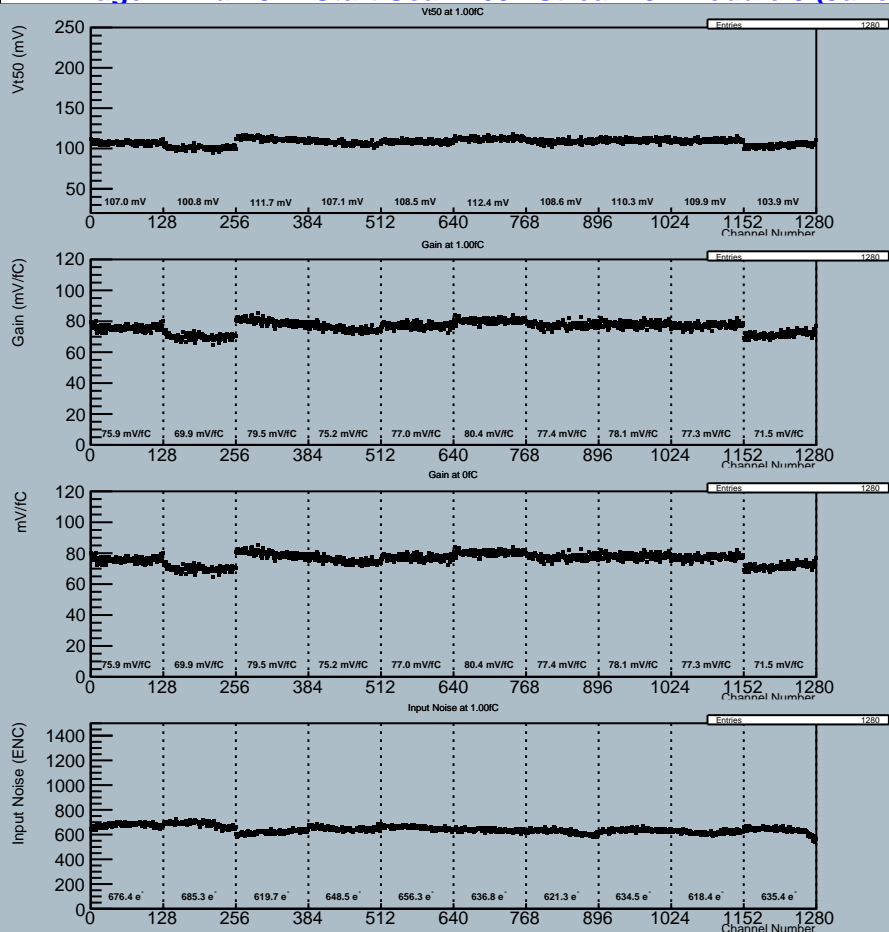 Vt50 at 1.00fC
Entries 1280
Vt50 (mV)
250
200
150
100
50
107.0 mV 100.8 mV 111.7 mV 107.1 mV 108.5 mV 112.4 mV 108.6 mV 110.3 mV 109.9 mV 103.9 mV
0 128 256 384 512 640 768 896 1024 1152 1280
Channel Number
Gain at 1.00fC
Entries 1280
Gain (mV/fC)
120
100
80
60
40
20
0
75.9 mV/fC 69.9 mV/fC 79.5 mV/fC 75.2 mV/fC 77.0 mV/fC 80.4 mV/fC 77.4 mV/fC 78.1 mV/fC 77.3 mV/fC 71.5 mV/fC
0 128 256 384 512 640 768 896 1024 1152 1280
Channel Number
Gain at 0fC
Entries 1280
mV/fC
120
100
80
60
40
20
0
75.9 mV/fC 69.9 mV/fC 79.5 mV/fC 75.2 mV/fC 77.0 mV/fC 80.4 mV/fC 77.4 mV/fC 78.1 mV/fC 77.3 mV/fC 71.5 mV/fC
0 128 256 384 512 640 768 896 1024 1152 1280
Channel Number
Input Noise at 1.00fC
Entries 1280
Input Noise (ENC)
1400
1200
1000
800
600
400
200
0
676.4 e⁻ 685.3 e⁻ 619.7 e⁻ 648.5 e⁻ 656.3 e⁻ 636.8 e⁻ 621.3 e⁻ 634.5 e⁻ 618.4 e⁻ 635.4 e⁻
0 128 256 384 512 640 768 896 1024 1152 1280
Channel Number